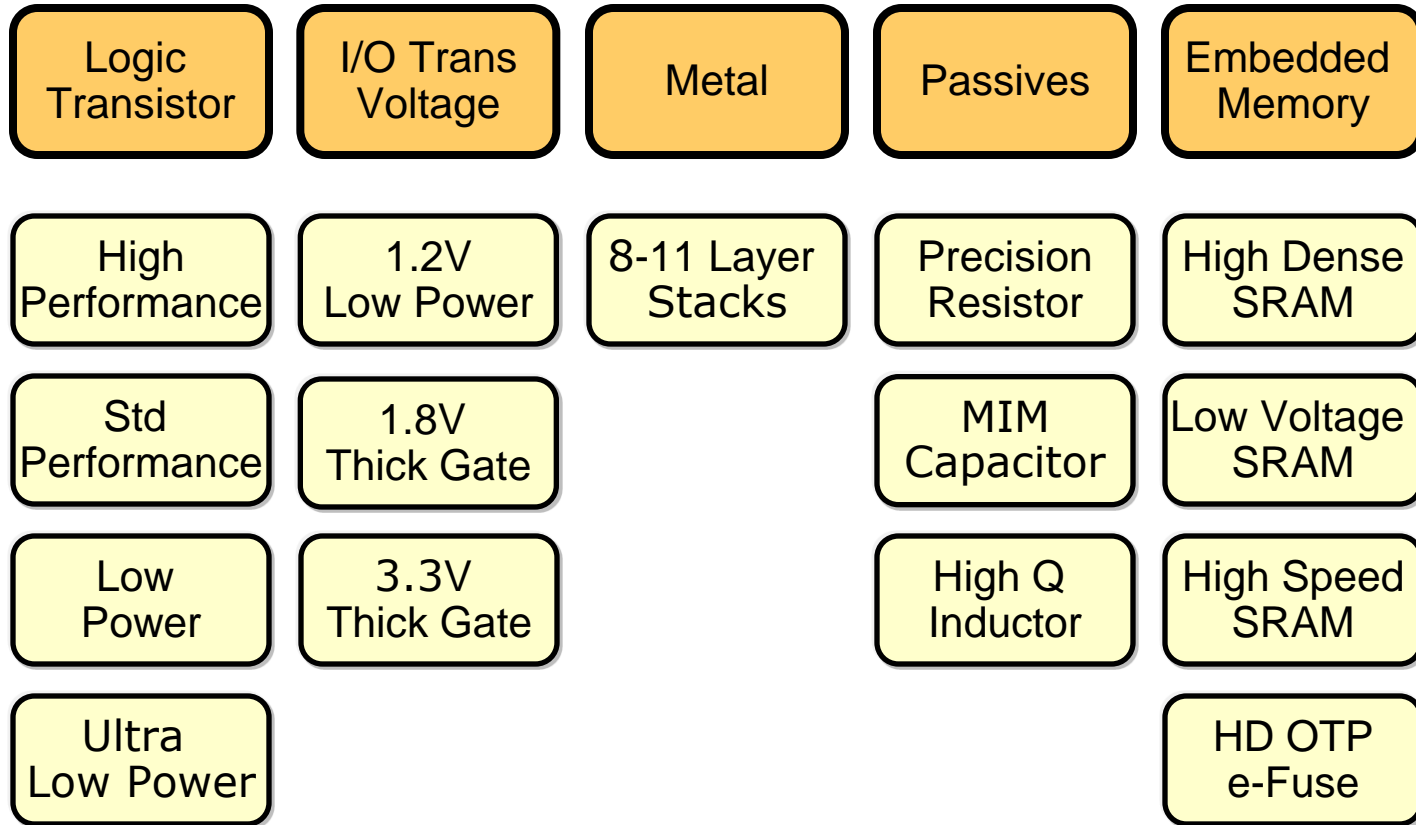 Logic
Transistor
I/O Trans
Voltage
Metal
Passives
Embedded
Memory
High
Performance
1.2V
Low Power
8-11 Layer
Stacks
Precision
Resistor
High Dense
SRAM
Std
Performance
1.8V
Thick Gate
MIM
Capacitor
Low Voltage
SRAM
Low
Power
3.3V
Thick Gate
High Q
Inductor
High Speed
SRAM
Ultra
Low Power
HD OTP
e-Fuse